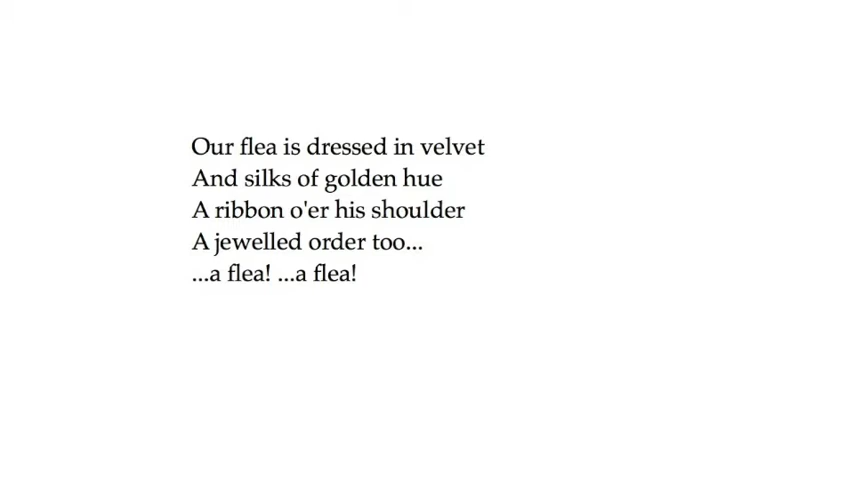 Our flea is dressed in velvet
And silks of golden hue
A ribbon o'er his shoulder
A jewelled order too...
...a flea! ...a flea!